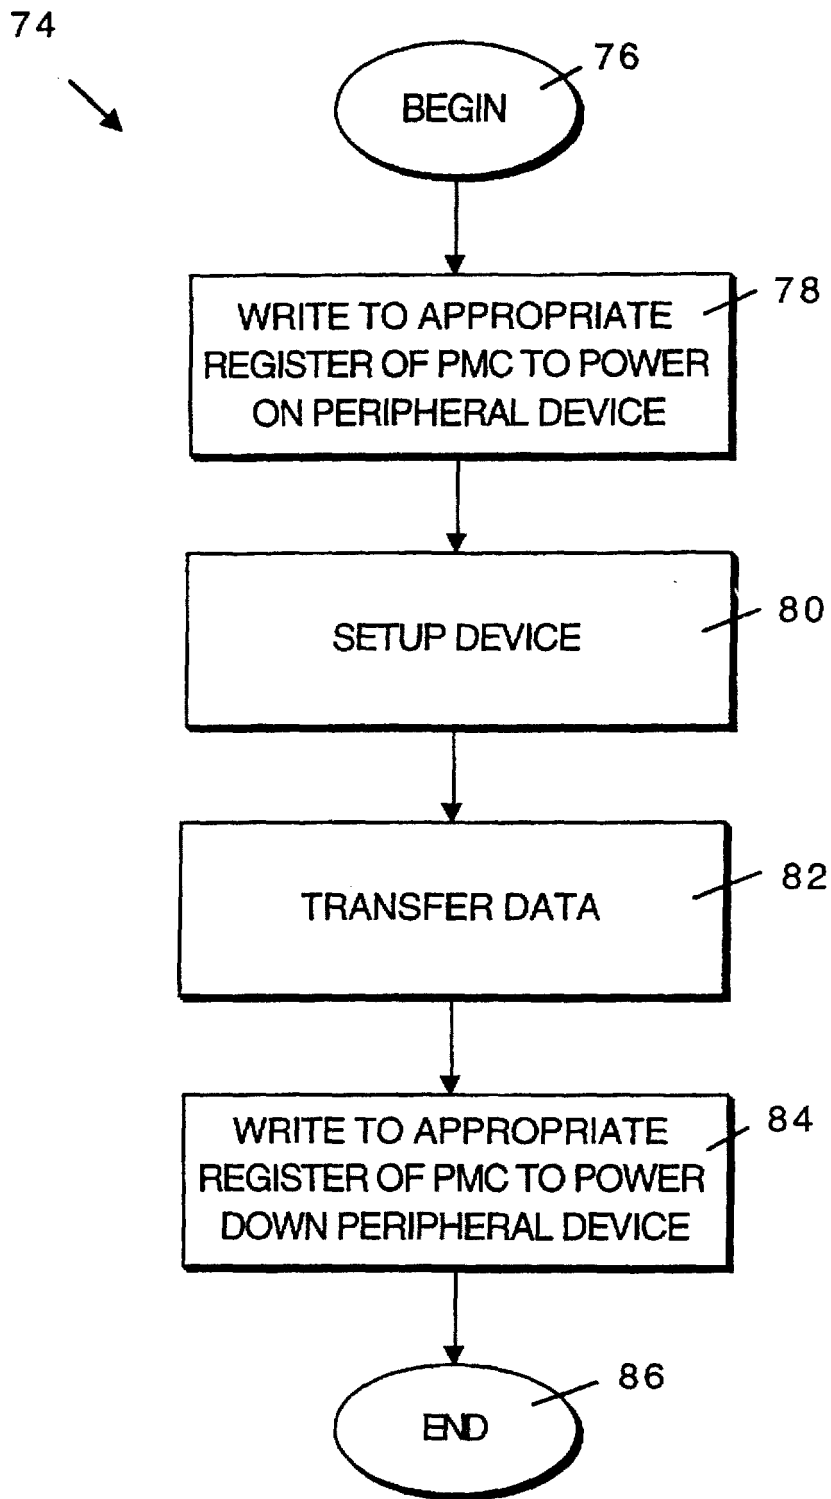 74
76
BEGIN
78
WRITE TO APPROPRIATE
REGISTER OF PMC TO POWER
ON PERIPHERAL DEVICE
80
SETUP DEVICE
82
TRANSFER DATA
84
WRITE TO APPROPRIATE
REGISTER OF PMC TO POWER
DOWN PERIPHERAL DEVICE
86
END